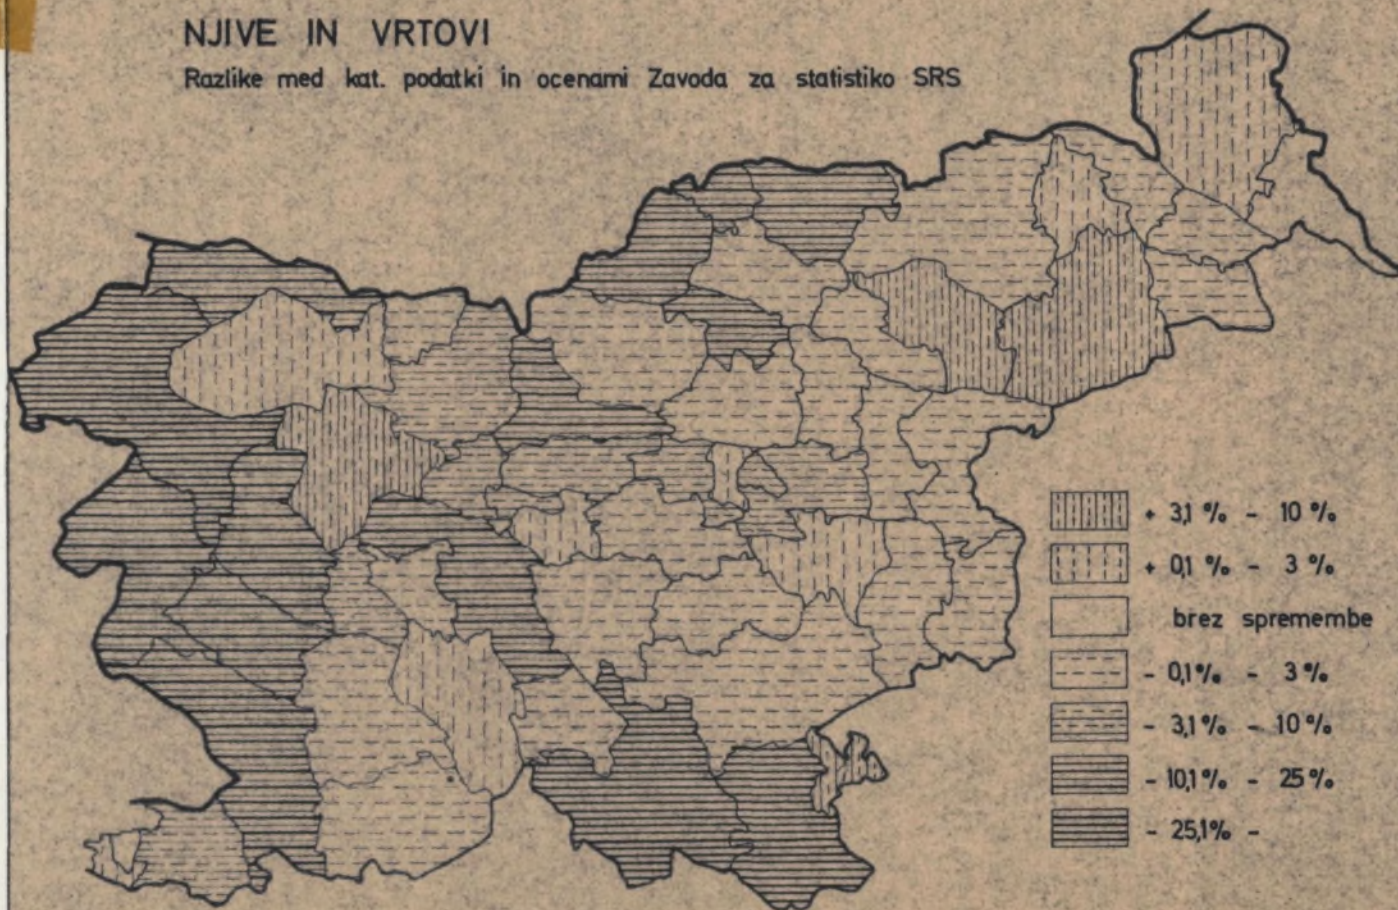 NJIVE IN VRTOVI
Razlike med kat. podatki in ocenami Zavoda za statistiko SRS
+ 3,1 % - 10 %
+ 0,1 % - 3 %
brez spremembe
- 0,1 % - 3 %
- 3,1 % - 10 %
- 10,1 % - 25 %
- 25,1 % -